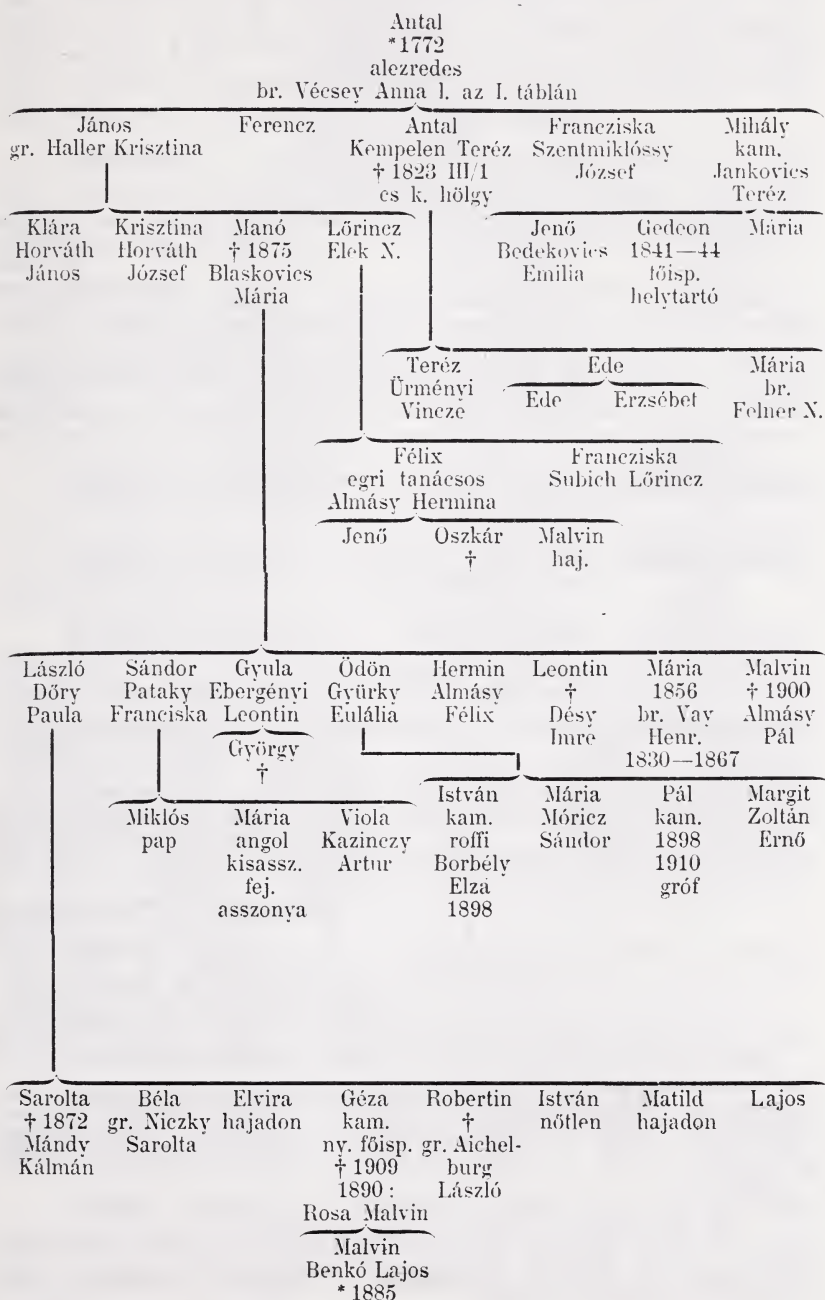 Antal
*1772
alezredes
br. Vécsey Anna l. az I. táblán
János Ferencz Antal Francziska Mihály
gr. Haller Krisztina Kempelen Teréz Szentmiklóssy kam.
† 1823 III/1 József Jankovics
cs k. hölgy Teréz
Klára Krisztina Manó Lőrincz Jenő Gedeon Mária
Horváth Horváth † 1875 Elek N. Bedekovics 1841—44
János József Blaskovics Emilia főisp.
Mária helytartó
Teréz Ede Mária
Ürményi br.
Vincze Ede Erzsébet Felner N.
Félix Francziska
egri tanácsos Subich Lőrincz
Almásy Hermina
Jenő Oszkár Malvin
† haj.
László Sándor Gyula Ödön Hermin Leontin Mária Malvin
Dőry Pataky Ebergényi Gyürky Almásy † 1856 † 1900
Paula Franciska Leontin Eulália Félix Désy br. Vay Almásy
György Imre Henr. Pál
† 1830—1867
Miklós Mária Viola István Mária Pál Margit
pap angol Kazinczy kam. Móricz kam. Zoltán
kisassz. Artur roffi Sándor 1898 Ernő
fej. Borbély 1910
asszonya Elza gróf
1898
Sarolta Béla Elvira Géza Robertin István Matild Lajos
† 1872 gr. Niczky hajadon kam. † nőtlen hajadon
Mándy Sarolta ny. főisp. gr. Aichel-
Kálmán † 1909 burg
1890 : László
Rosa Malvin
Malvin
Benkó Lajos
* 1885